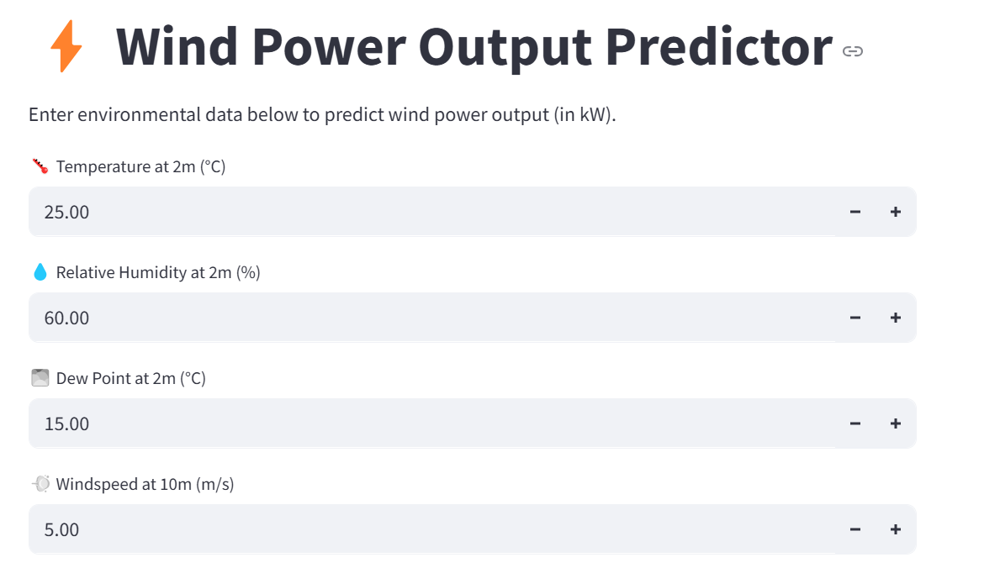 Wind Power Output Predictor
Enter environmental data below to predict wind power output (in kW).
Temperature at 2m (°C)
25.00
Relative Humidity at 2m (%)
60.00
Dew Point at 2m (°C)
15.00
Windspeed at 10m (m/s)
5.00